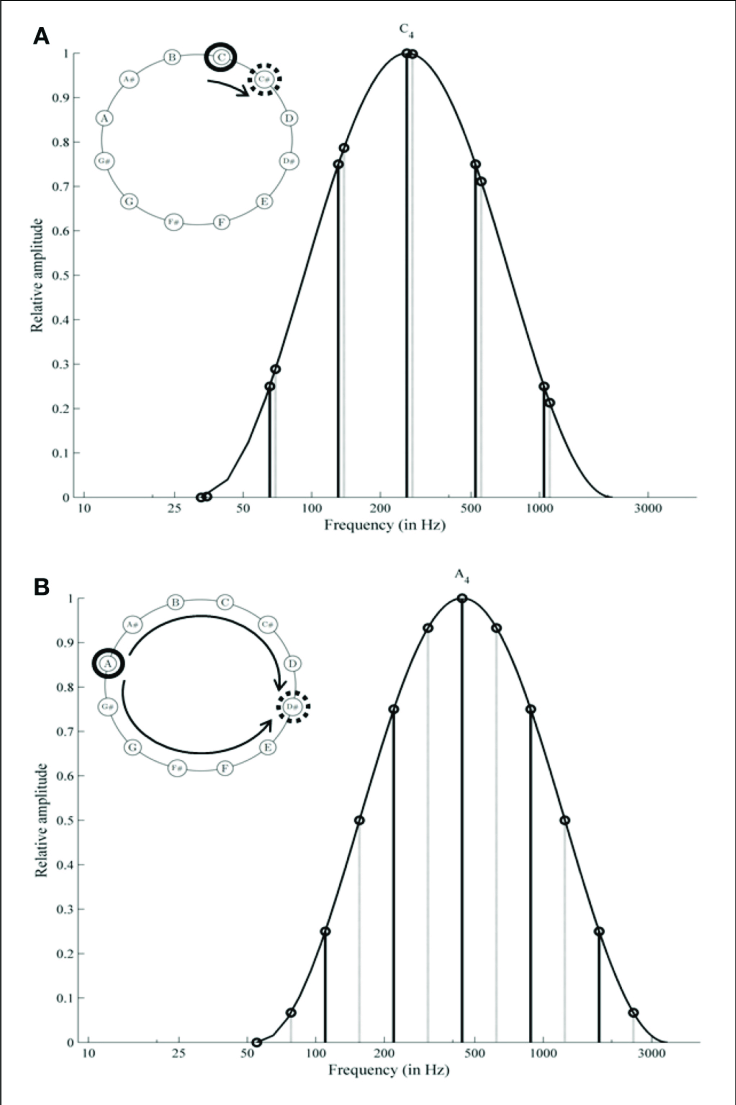 A
C4
1
B
C
A#
C#
0.9
A
D
0.8
G#
D#
0.7
G
E
F#
F
0.6
Relative amplitude
0.5
0.4
0.3
0.2
0.1
0
10 25 50 100 200 500 1000 3000
Frequency (in Hz)
B
A4
1
B
C
A#
C#
0.9
A
D
0.8
G#
D#
0.7
G
E
F#
F
0.6
Relative amplitude
0.5
0.4
0.3
0.2
0.1
0
10 25 50 100 200 500 1000 3000
Frequency (in Hz)